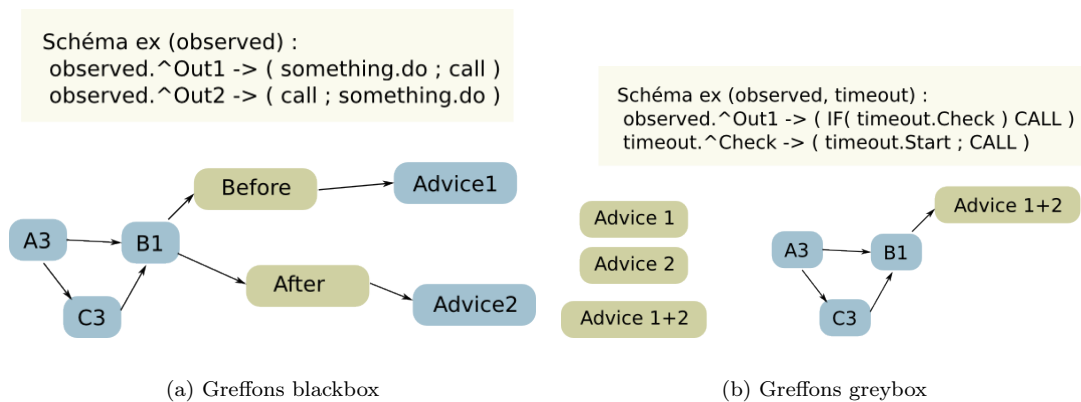 Schéma ex (observed) :
observed.^Out1 -> ( something.do ; call )
observed.^Out2 -> ( call ; something.do )
Before
Advice1
A3
B1
After
Advice2
C3
(a) Greffons blackbox
Schéma ex (observed, timeout) :
observed.^Out1 -> ( IF( timeout.Check ) CALL )
timeout.^Check -> ( timeout.Start ; CALL )
Advice 1
Advice 2
Advice 1+2
Advice 1+2
A3
B1
C3
(b) Greffons greybox